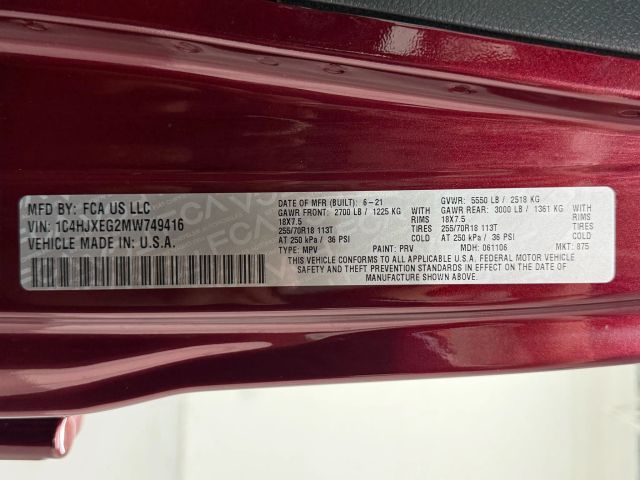 MFD BY: FCA US LLC
VIN: 1C4HJXEG2MW749416
VEHICLE MADE IN: U.S.A.
DATE OF MFR (BUILT): 6-21 GVWR: 5550 LB / 2518 KG
GAWR FRONT: 2700 LB / 1225 KG WITH GAWR REAR: 3000 LB / 1361 KG WITH
18X7.5 RIMS 18X7.5 RIMS
255/70R18 113T TIRES 255/70R18 113T TIRES
AT 250 kPa / 36 PSI COLD AT 250 kPa / 36 PSI COLD
TYPE: MPV PAINT: PRV MDH: 061106 MKT: 875
THIS VEHICLE CONFORMS TO ALL APPLICABLE U.S.A. FEDERAL MOTOR VEHICLE
SAFETY AND THEFT PREVENTION STANDARDS IN EFFECT ON THE DATE OF
MANUFACTURE SHOWN ABOVE.